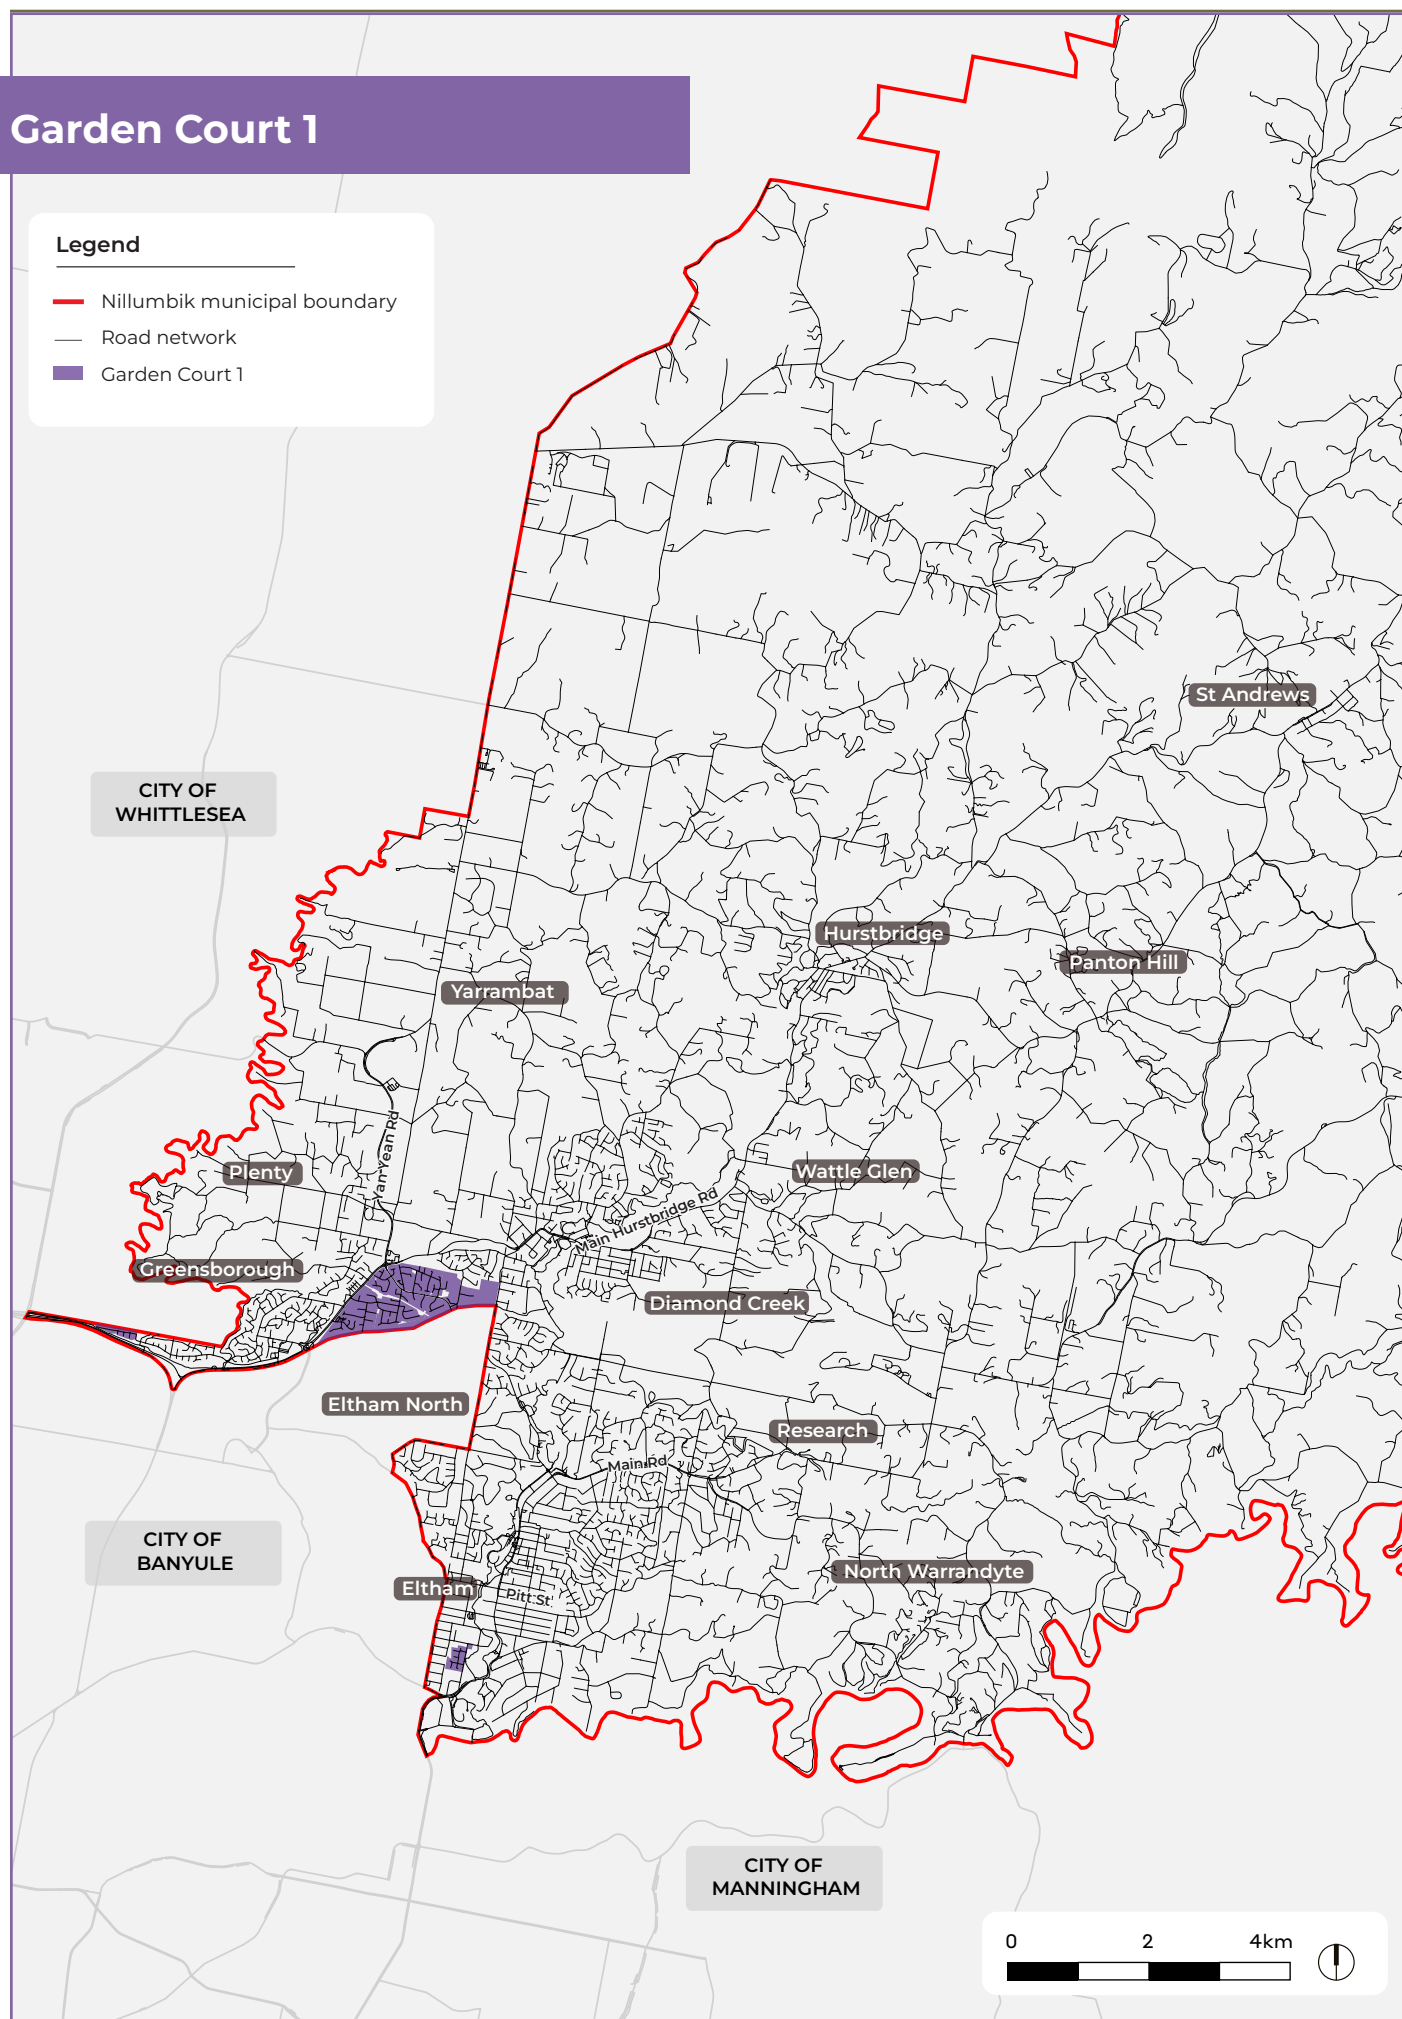 Garden Court 1
Legend
Nillumbik municipal boundary
Road network
Garden Court 1
St Andrews
CITY OF
WHITTLESEA
Hurstbridge
Panton Hill
Yarrambat
Yan Yean Rd
Plenty
Wattle Glen
Main Hurstbridge Rd
Greensborough
Diamond Creek
Eltham North
Research
Main Rd
CITY OF
BANYULE
North Warrandyte
Eltham
Pitt St
CITY OF
MANNINGHAM
0 2 4km